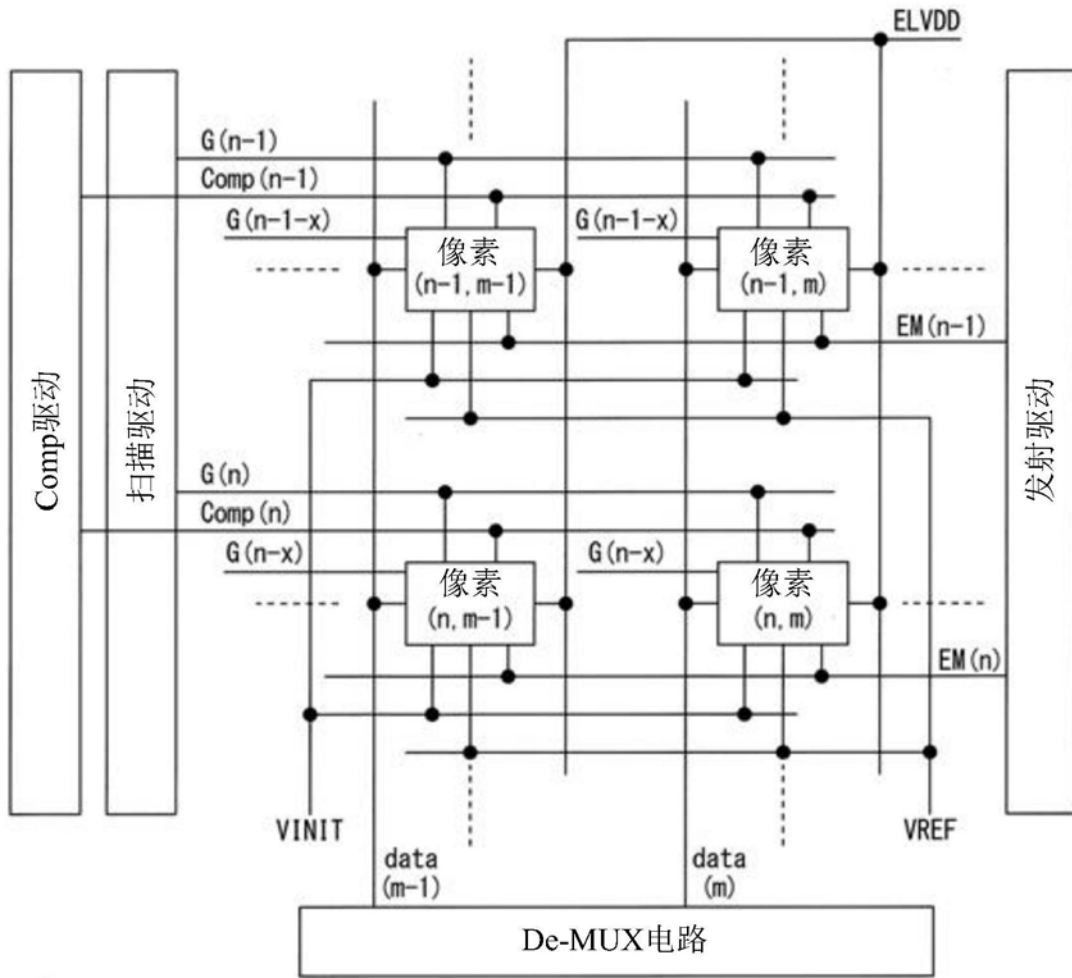 ELVDD
G(n-1)
Comp(n-1)
G(n-1-x)
G(n-1-x)
像素
(n-1,m-1)
像素
(n-1,m)
EM(n-1)
Comp驱动
扫描驱动
发射驱动
G(n)
Comp(n)
G(n-x)
G(n-x)
像素
(n,m-1)
像素
(n,m)
EM(n)
VINIT
VREF
data
(m-1)
data
(m)
De-MUX电路